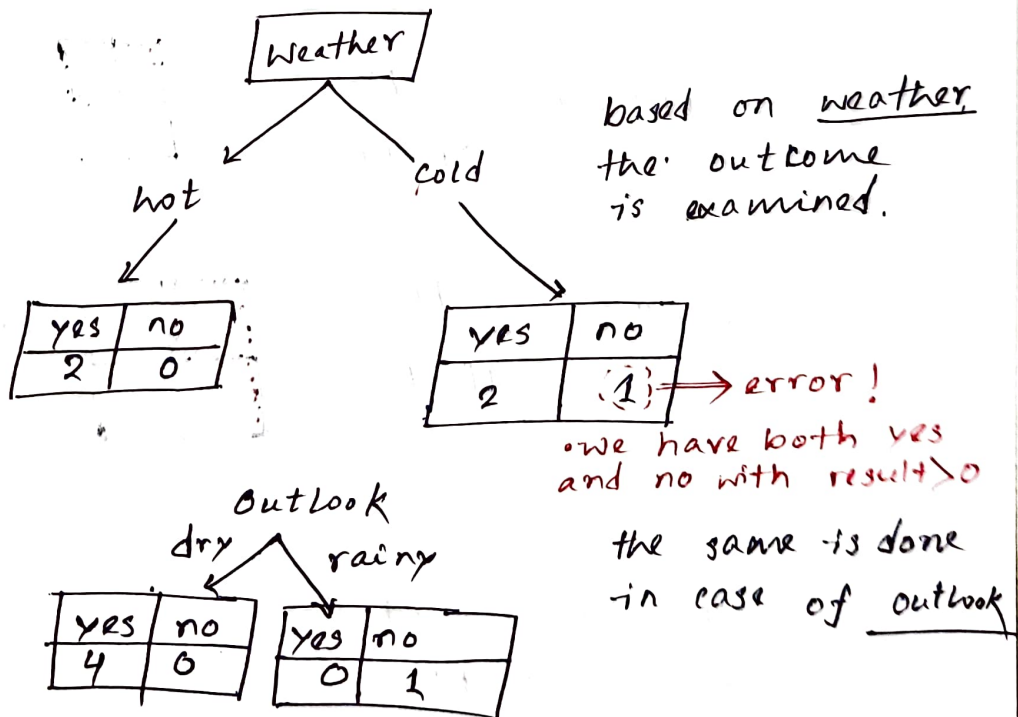 Weather
based on weather,
the outcome
is examined.
hot
cold
yes no
2 0
yes no
2 1 error!
we have both yes
and no with result>0
Outlook
dry
rainy
the same is done
in case of outlook
yes no
4 0
yes no
0 1